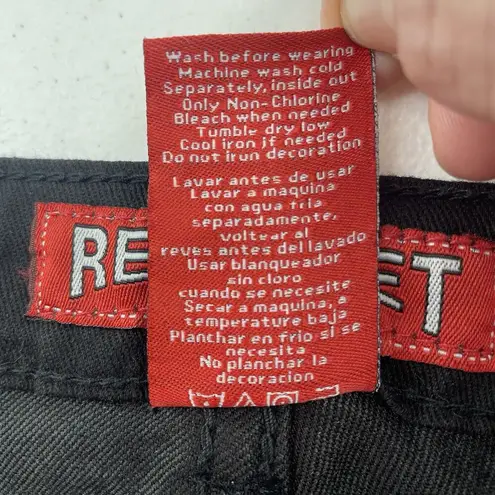 Wash before wearing
Machine wash cold
Separately, inside out
Only Non-Chlorine
Bleach when needed
Tumble dry low
Cool iron if needed
Do not iron decoration
Lavar antes de usar
Lavar a maquina
con agua fria
separadamente,
voltear al
reves antes del lavado
Usar blanqueador
sin cloro
cuando se necesite
Secar a maquina, a
temperatura baja
Planchar en frio si se
necesita
No planchar la
decoracion